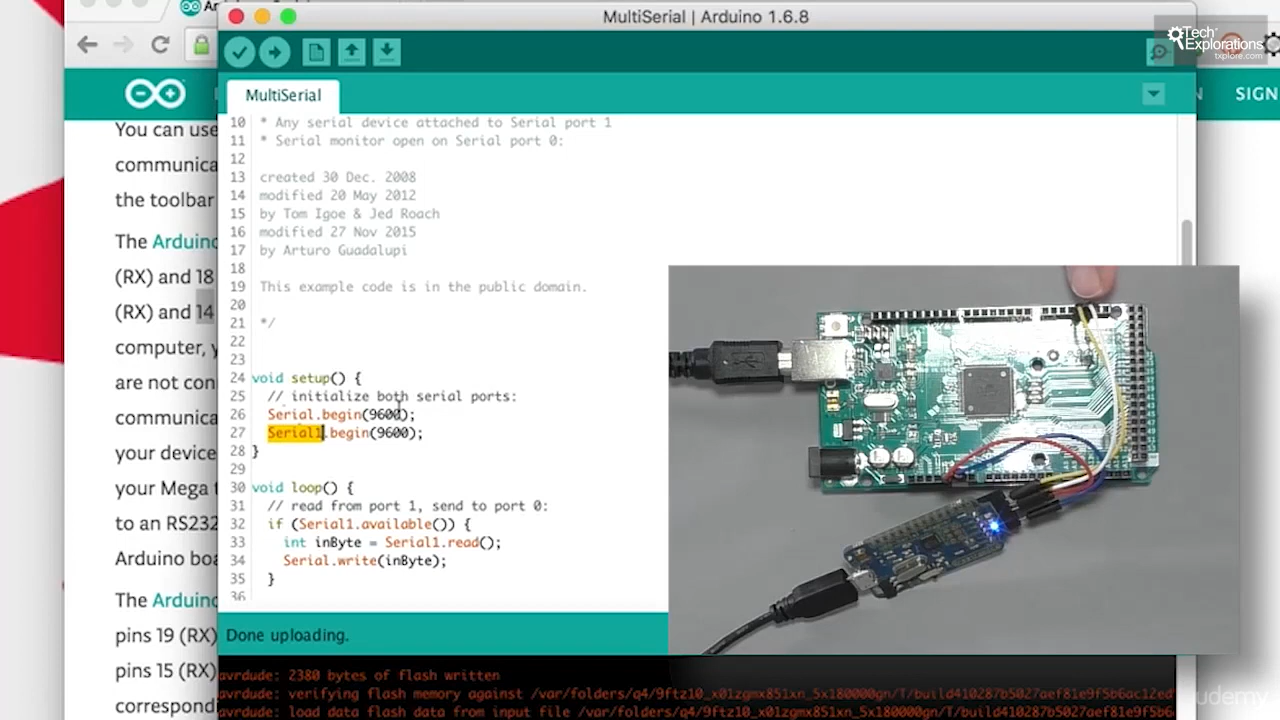 MultiSerial | Arduino 1.6.8
Tech
Explorations
txplore.com
MultiSerial
SIGN
You can use
communica
the toolbar
The Arduino
(RX) and 18
(RX) and 14
computer, y
are not con
communica
your device
your Mega t
to an RS232
Arduino boa
The Arduino
pins 19 (RX)
pins 15 (RX)
correspondi
10 * Any serial device attached to Serial port 1
11 * Serial monitor open on Serial port 0:
12
13 created 30 Dec. 2008
14 modified 20 May 2012
15 by Tom Igoe & Jed Roach
16 modified 27 Nov 2015
17 by Arturo Guadalupi
18
19 This example code is in the public domain.
20
21 */
22
23
24 void setup() {
25 // initialize both serial ports:
26 Serial.begin(9600);
27 Serial1.begin(9600);
28 }
29
30 void loop() {
31 // read from port 1, send to port 0:
32 if (Serial1.available()) {
33 int inByte = Serial1.read();
34 Serial.write(inByte);
35 }
36
Done uploading.
avrdude: 2380 bytes of flash written
avrdude: verifying flash memory against /var/folders/q4/9ftz10_x01zgmx851xn_5x180000gn/T/build410287b5027aef81e9f5b6ac12ed
avrdude: load data flash data from input file /var/folders/q4/9ftz10_x01zgmx851xn_5x180000gn/T/build410287b5027aef81e9f5b6
udemy